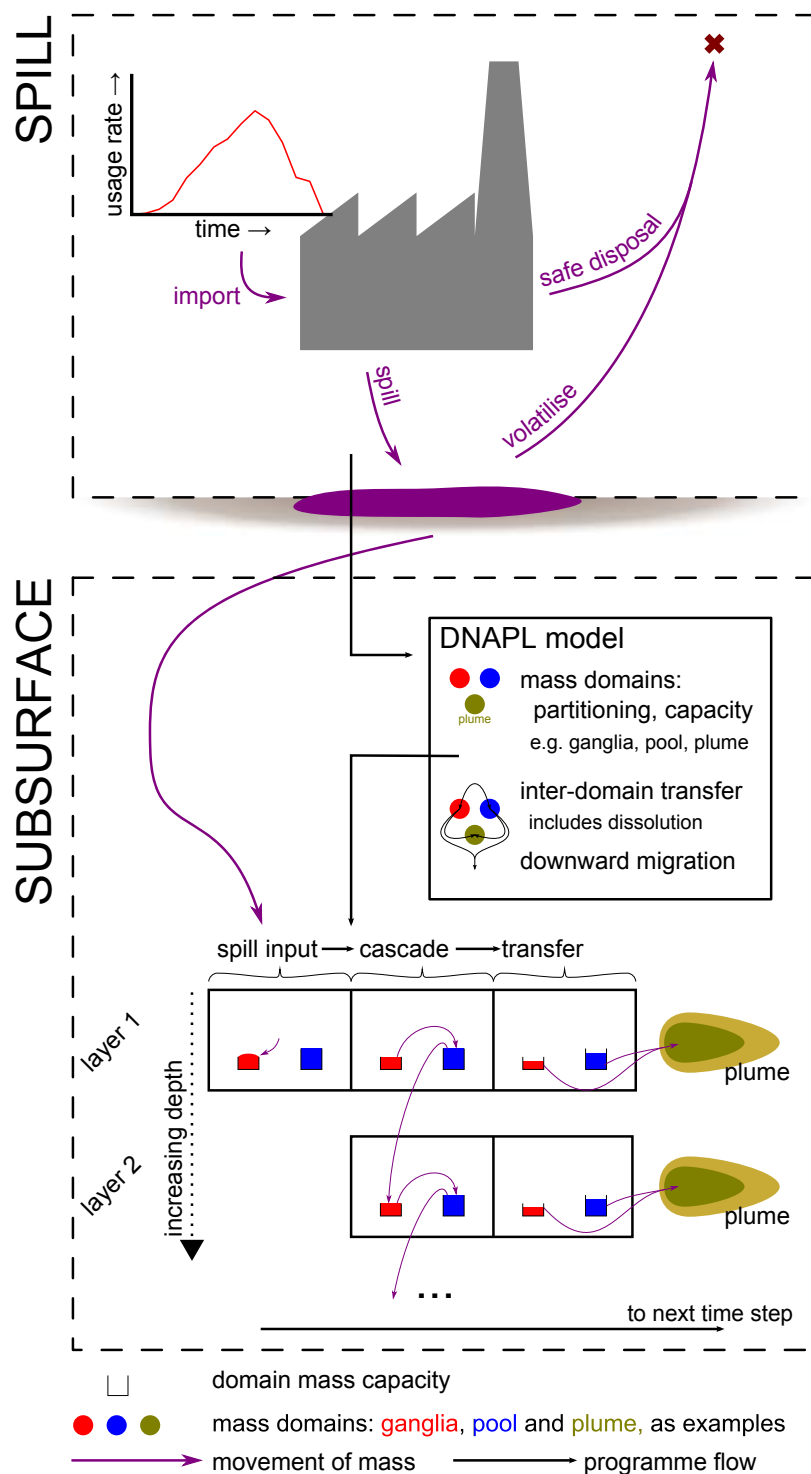 SPILL
usage rate →
time →
import
safe disposal
spill
volatilise
SUBSURFACE
DNAPL model
mass domains:
plume
partitioning, capacity
e.g. ganglia, pool, plume
inter-domain transfer
includes dissolution
downward migration
spill input
cascade
transfer
layer 1
plume
increasing depth
layer 2
plume
...
to next time step
domain mass capacity
mass domains: ganglia, pool and plume, as examples
movement of mass
programme flow